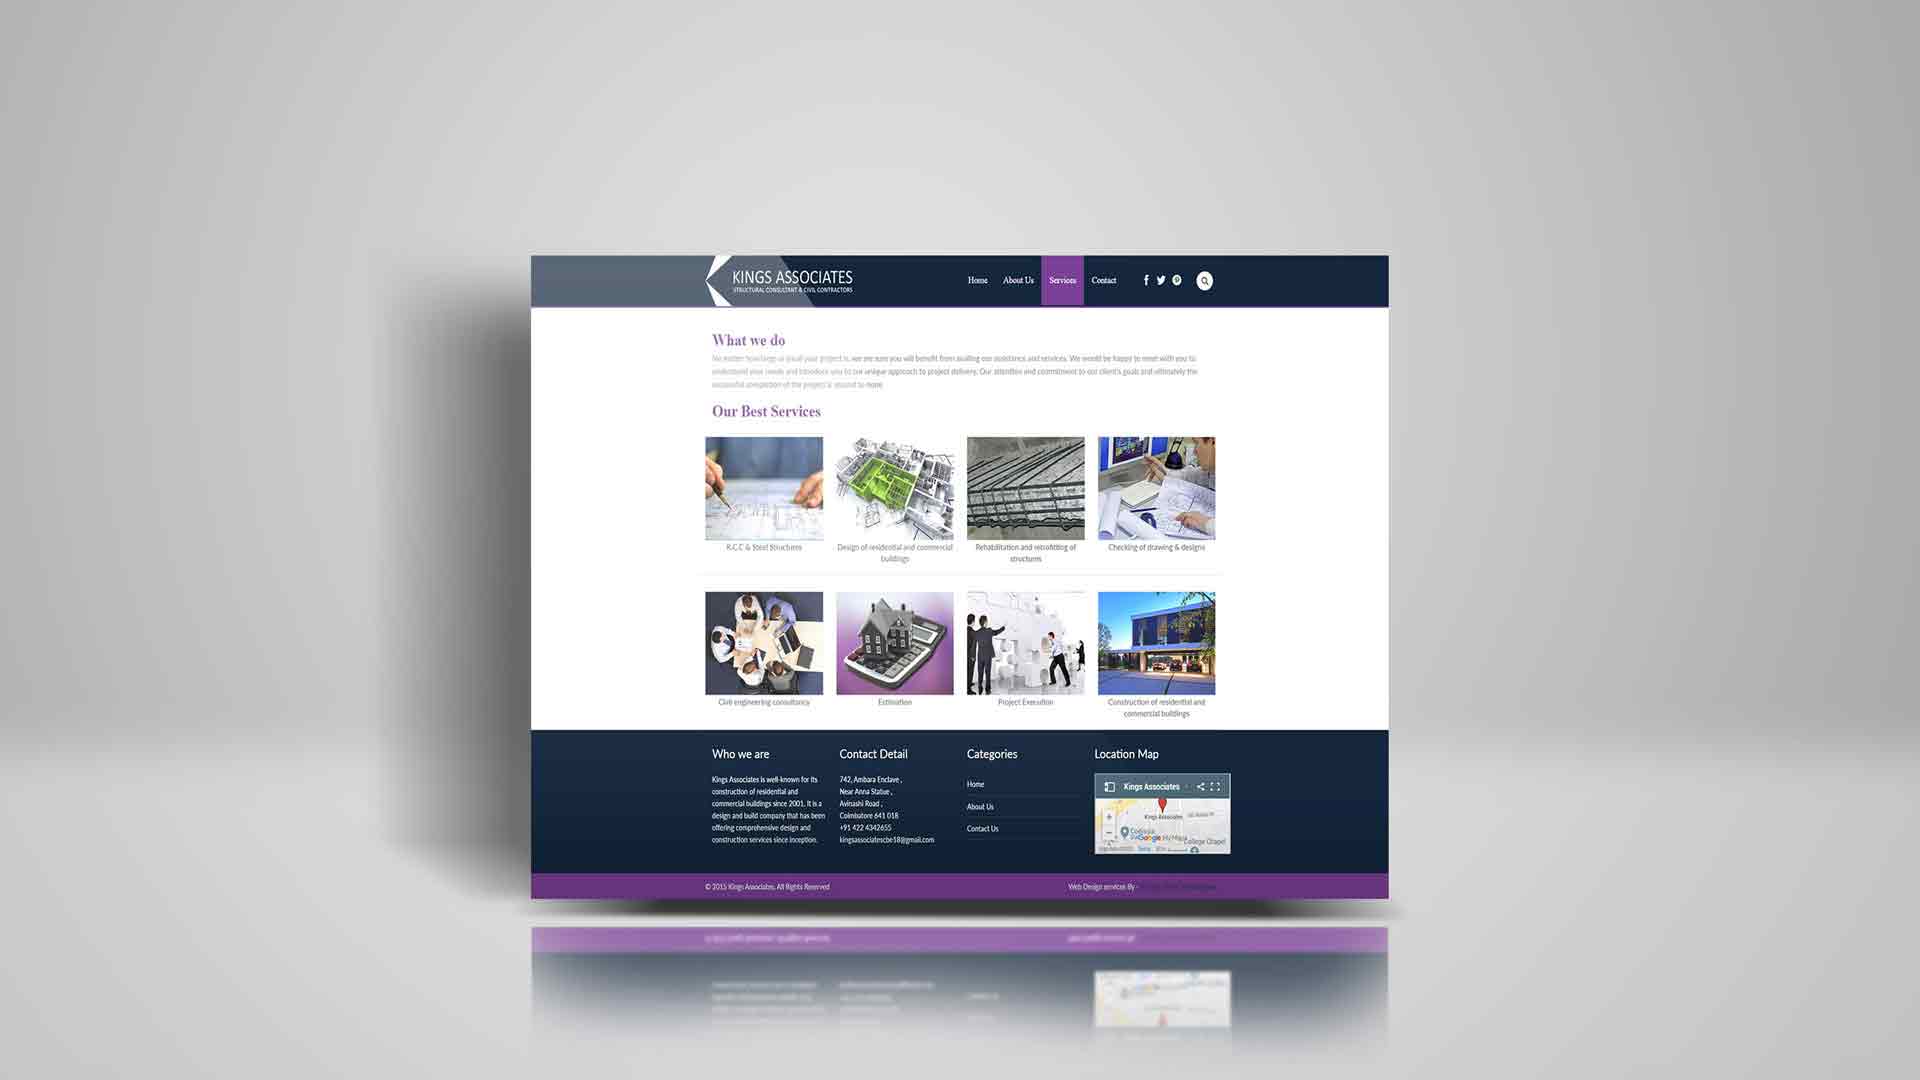 KINGS ASSOCIATES
STRUCTURAL CONSULTANT & CIVIL CONTRACTORS
Home About Us Services Contact
What we do
No matter how large or small your project is, we are sure you will benefit from availing our assistance and services. We would be happy to meet with you to
understand your needs and introduce you to our unique approach to project delivery. Our attention and commitment to our client's goals and ultimately the
successful completion of the project is second to none.
Our Best Services
R.C.C & Steel Structures
Design of residential and commercial
buildings
Rehabilitation and retrofitting of
structures
Checking of drawing & designs
Civil engineering consultancy
Estimation
Project Execution
Construction of residential and
commercial buildings
Who we are
Kings Associates is well-known for its
construction of residential and
commercial buildings since 2001. It is a
design and build company that has been
offering comprehensive design and
construction services since inception.
Contact Detail
742, Ambara Enclave ,
Near Anna Statue ,
Avinashi Road ,
Coimbatore 641 018
+91 422 4342655
kingsassociatescbe18@gmail.com
Categories
Home
About Us
Contact Us
Location Map
Kings Associates
Kings Associates
Codissia
Google
College Chapel
© 2015 Kings Associates, All Rights Reserved
Web Design services By -